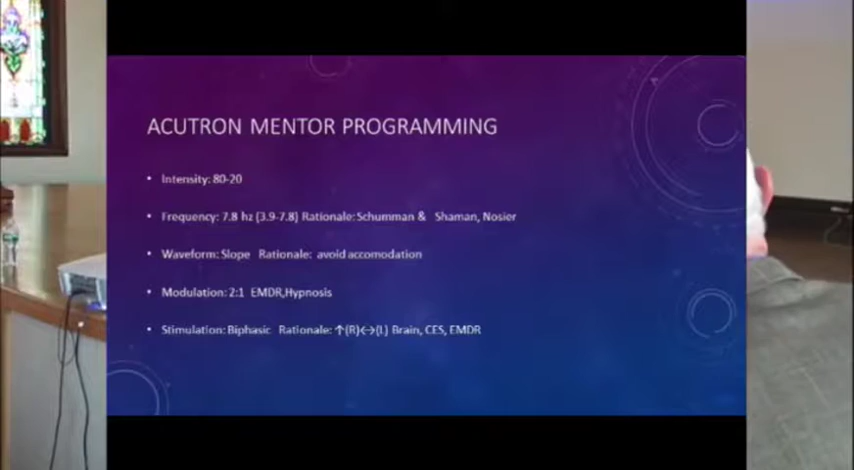 ACUTRON MENTOR PROGRAMMING
• Intensity: 80-20
• Frequency: 7.8 hz (3.9-7.8) Rationale: Schumman & Shaman, Nosier
• Waveform: Slope Rationale: avoid accomodation
• Modulation: 2:1 EMDR,Hypnosis
• Stimulation: Biphasic Rationale: ↑(R)↔(L) Brain, CES, EMDR